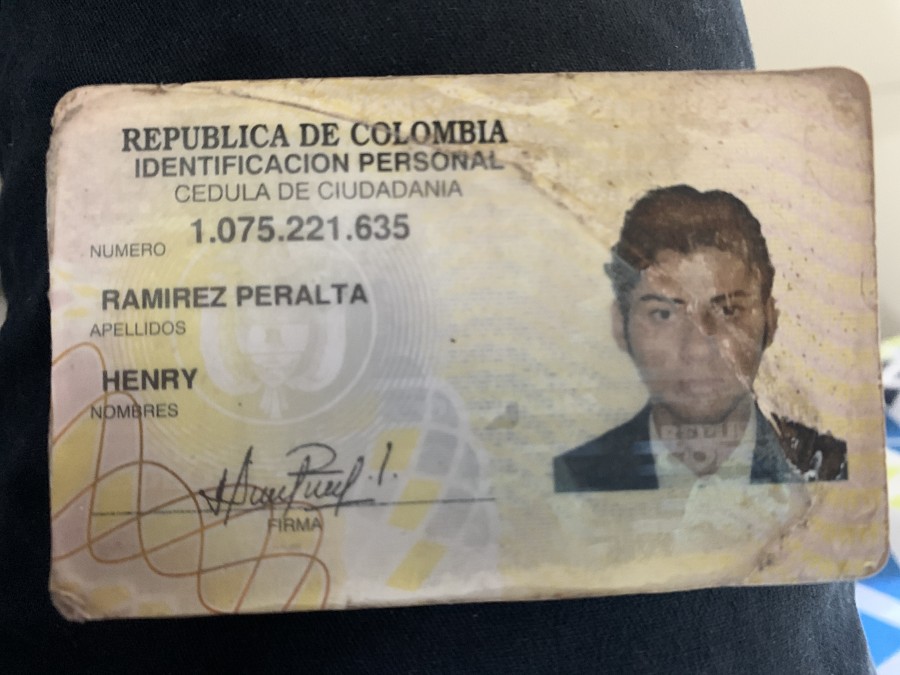 REPUBLICA DE COLOMBIA
IDENTIFICACION PERSONAL
CEDULA DE CIUDADANIA
NUMERO 1.075.221.635
RAMIREZ PERALTA
APELLIDOS
HENRY
NOMBRES
FIRMA